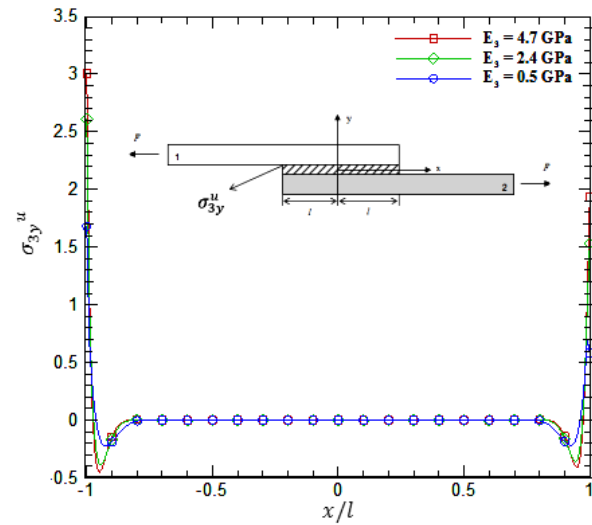 E₃ = 4.7 GPa
E₃ = 2.4 GPa
E₃ = 0.5 GPa
3.5
3
2.5
2
1.5
1
0.5
0
-0.5
σ₃yᵘ
y
F
1
x
F
2
σ₃yᵘ
l
l
-1
-0.5
0
0.5
1
x/l